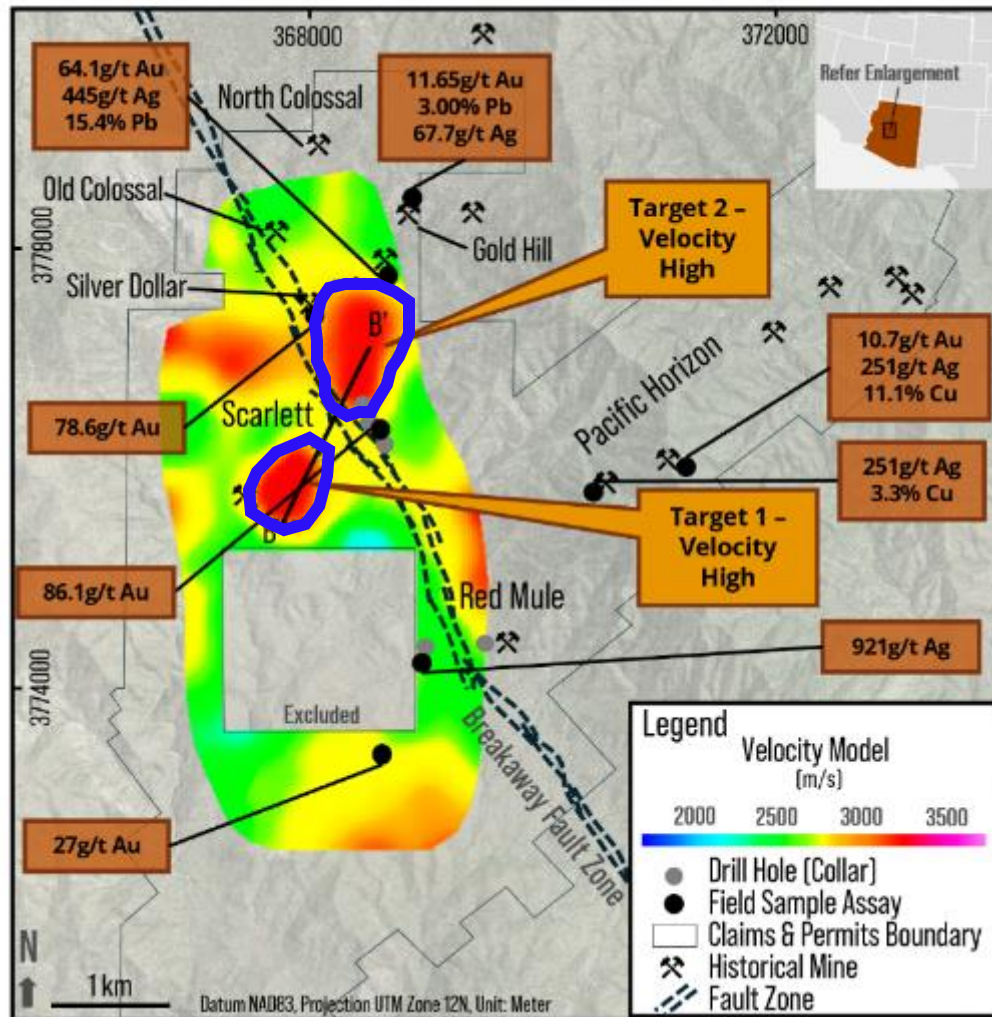 368000
372000
Refer Enlargement
64.1g/t Au
445g/t Ag
15.4% Pb
North Colossal
11.65g/t Au
3.00% Pb
67.7g/t Ag
Old Colossal
Target 2 –
Velocity
High
Gold Hill
3778000
Silver Dollar
B'
10.7g/t Au
251g/t Ag
11.1% Cu
Pacific Horizon
78.6g/t Au
Scarlett
251g/t Ag
3.3% Cu
B
Target 1 –
Velocity
High
86.1g/t Au
Red Mule
921g/t Ag
3774000
Excluded
Breakaway Fault Zone
27g/t Au
Legend
Velocity Model
(m/s)
2000 2500 3000 3500
Drill Hole (Collar)
Field Sample Assay
Claims & Permits Boundary
Historical Mine
Fault Zone
N
1km
Datum NAD83, Projection UTM Zone 12N, Unit: Meter